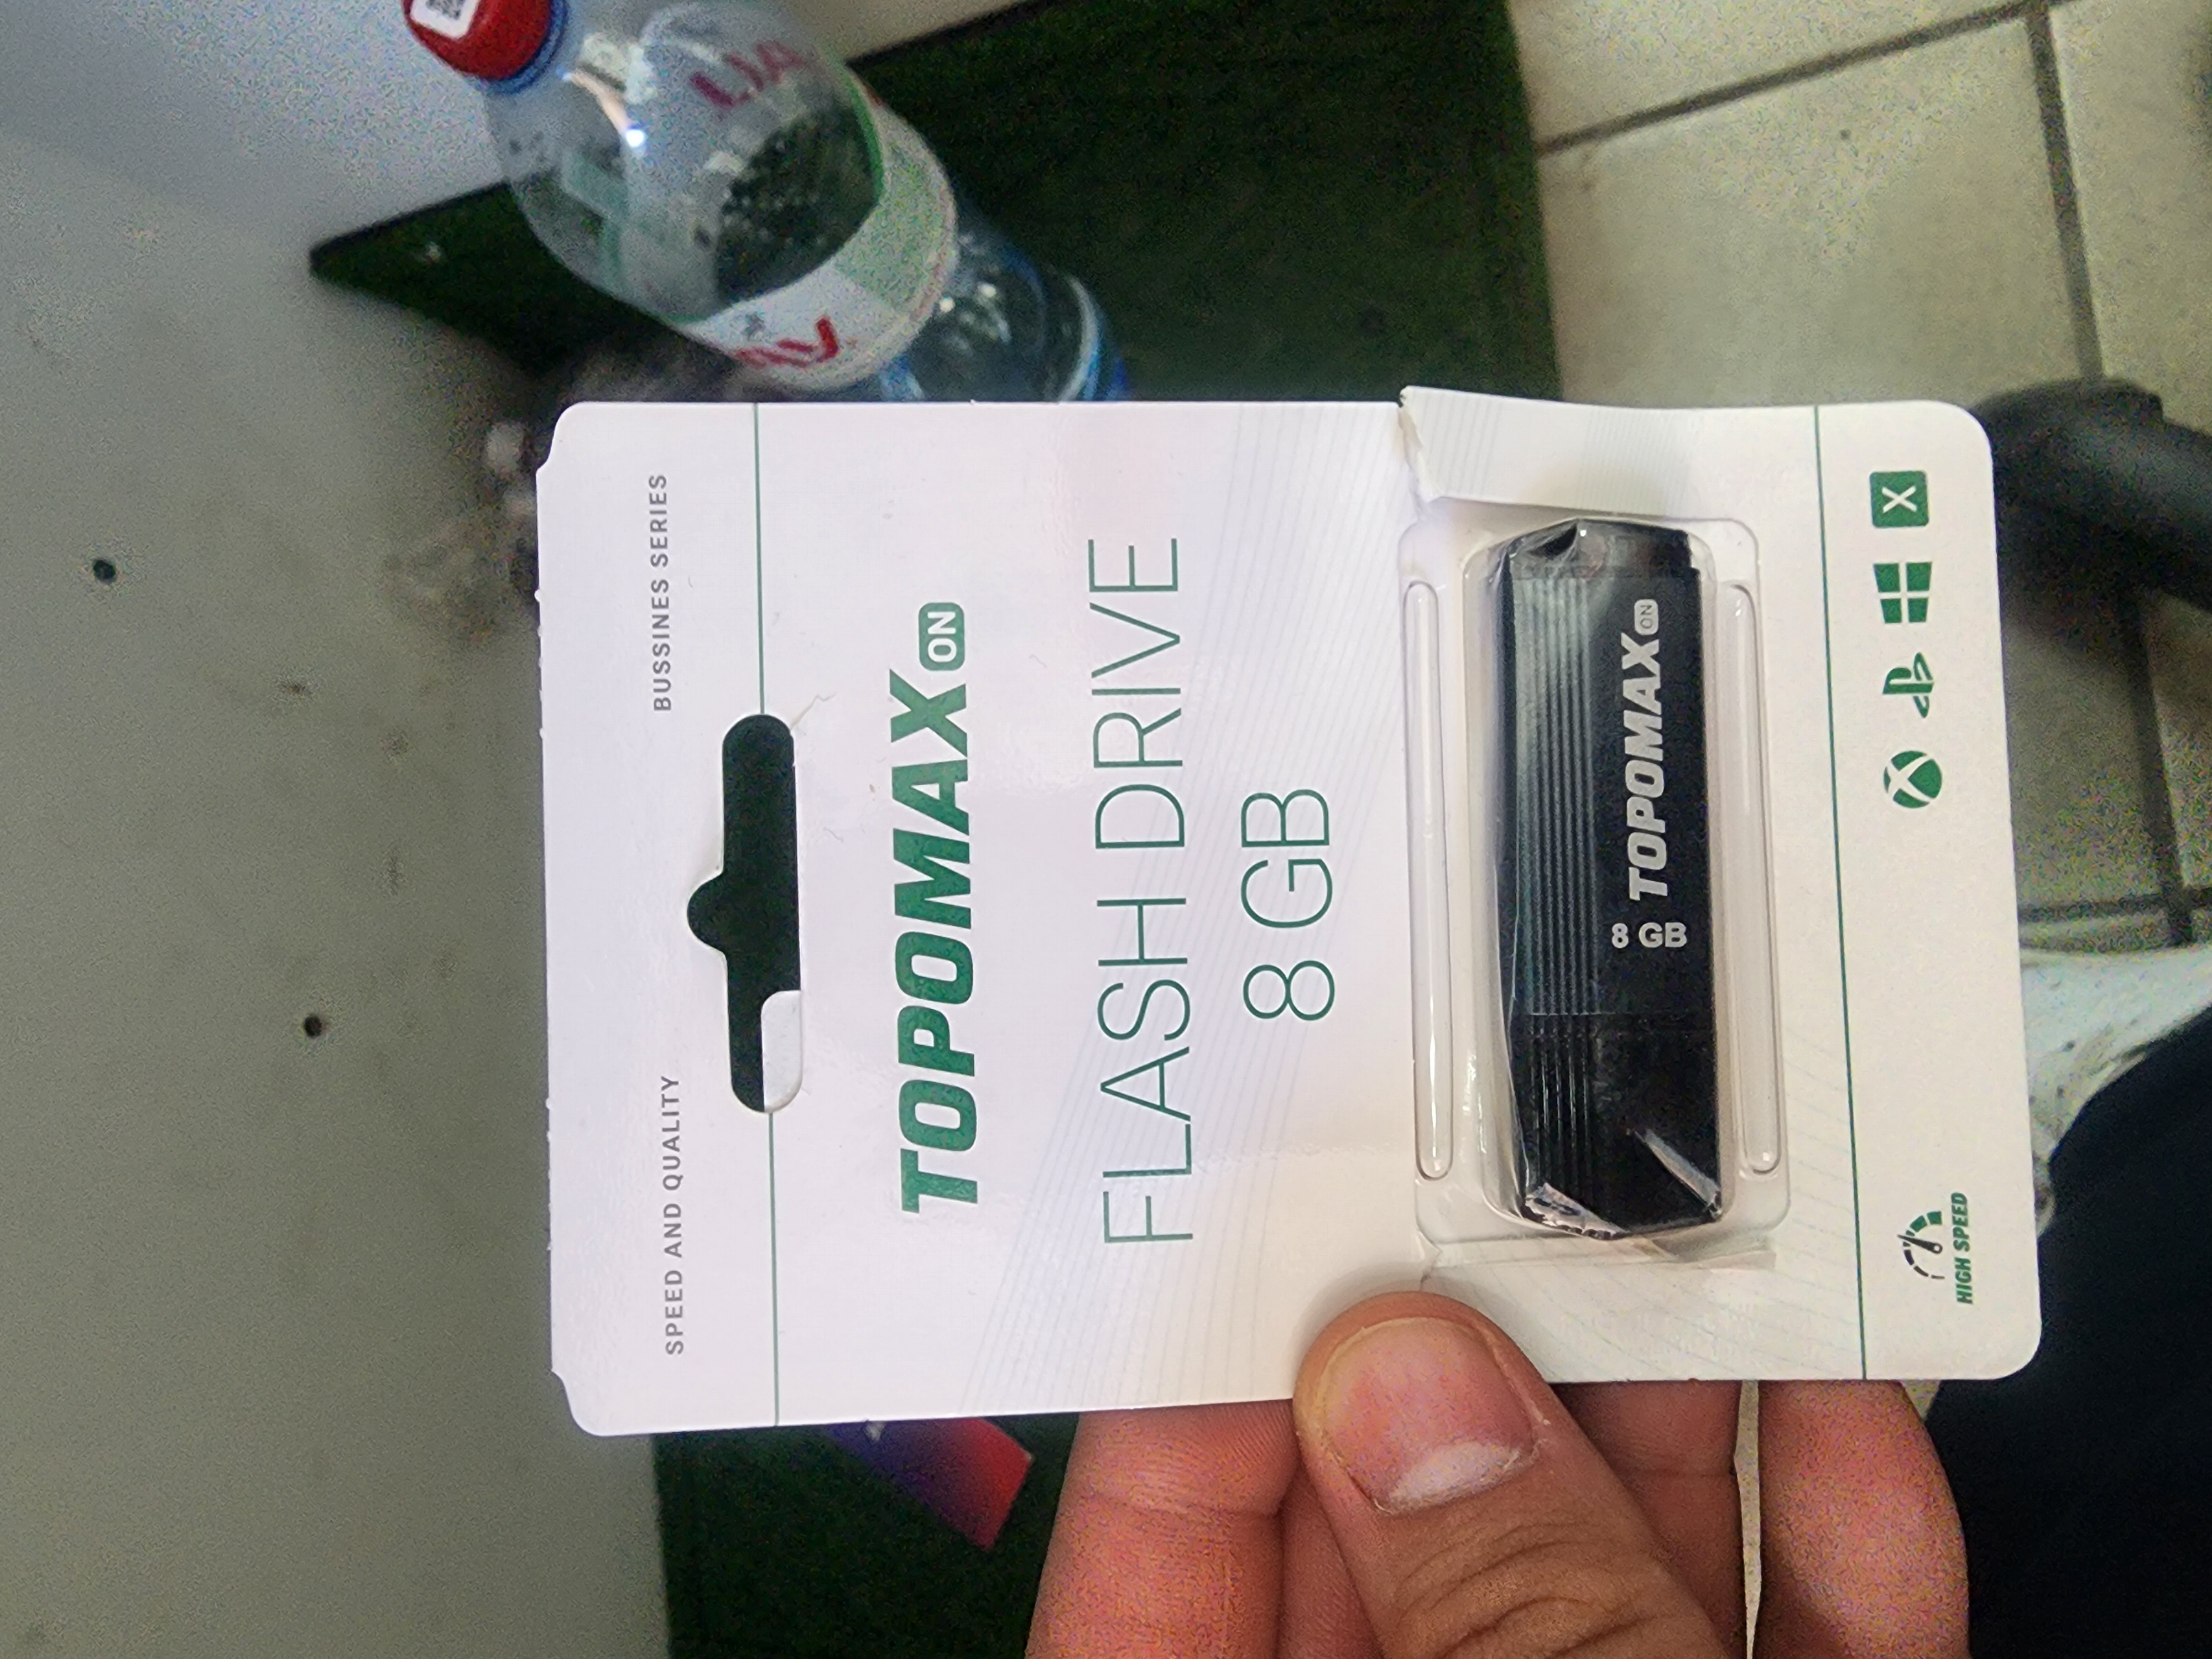 SPEED AND QUALITY
BUSSINES SERIES
TOPOMAX ON
FLASH DRIVE
8 GB
8 GB TOPOMAX ON
HIGH SPEED
X